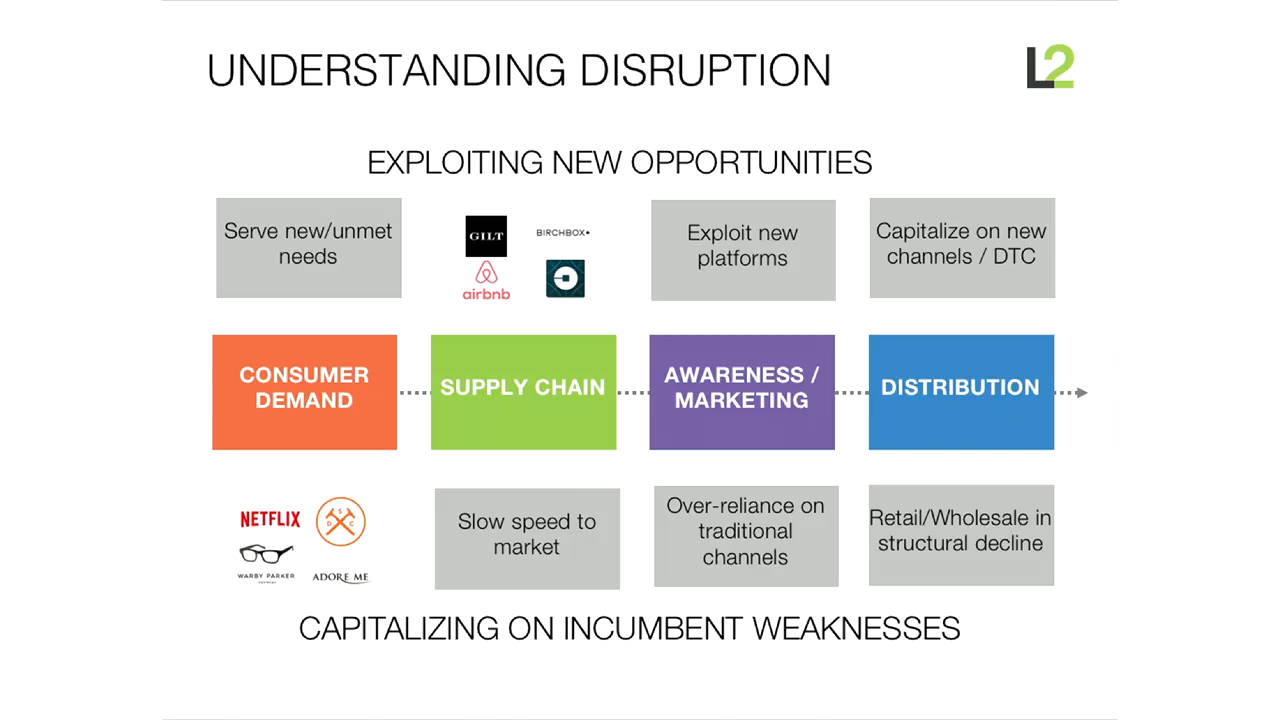 UNDERSTANDING DISRUPTION
L2
EXPLOITING NEW OPPORTUNITIES
Serve new/unmet
needs
GILT
BIRCHBOX
airbnb
Exploit new
platforms
Capitalize on new
channels / DTC
CONSUMER
DEMAND
SUPPLY CHAIN
AWARENESS /
MARKETING
DISTRIBUTION
NETFLIX
D S C
WARBY PARKER
ADORE ME
Slow speed to
market
Over-reliance on
traditional
channels
Retail/Wholesale in
structural decline
CAPITALIZING ON INCUMBENT WEAKNESSES